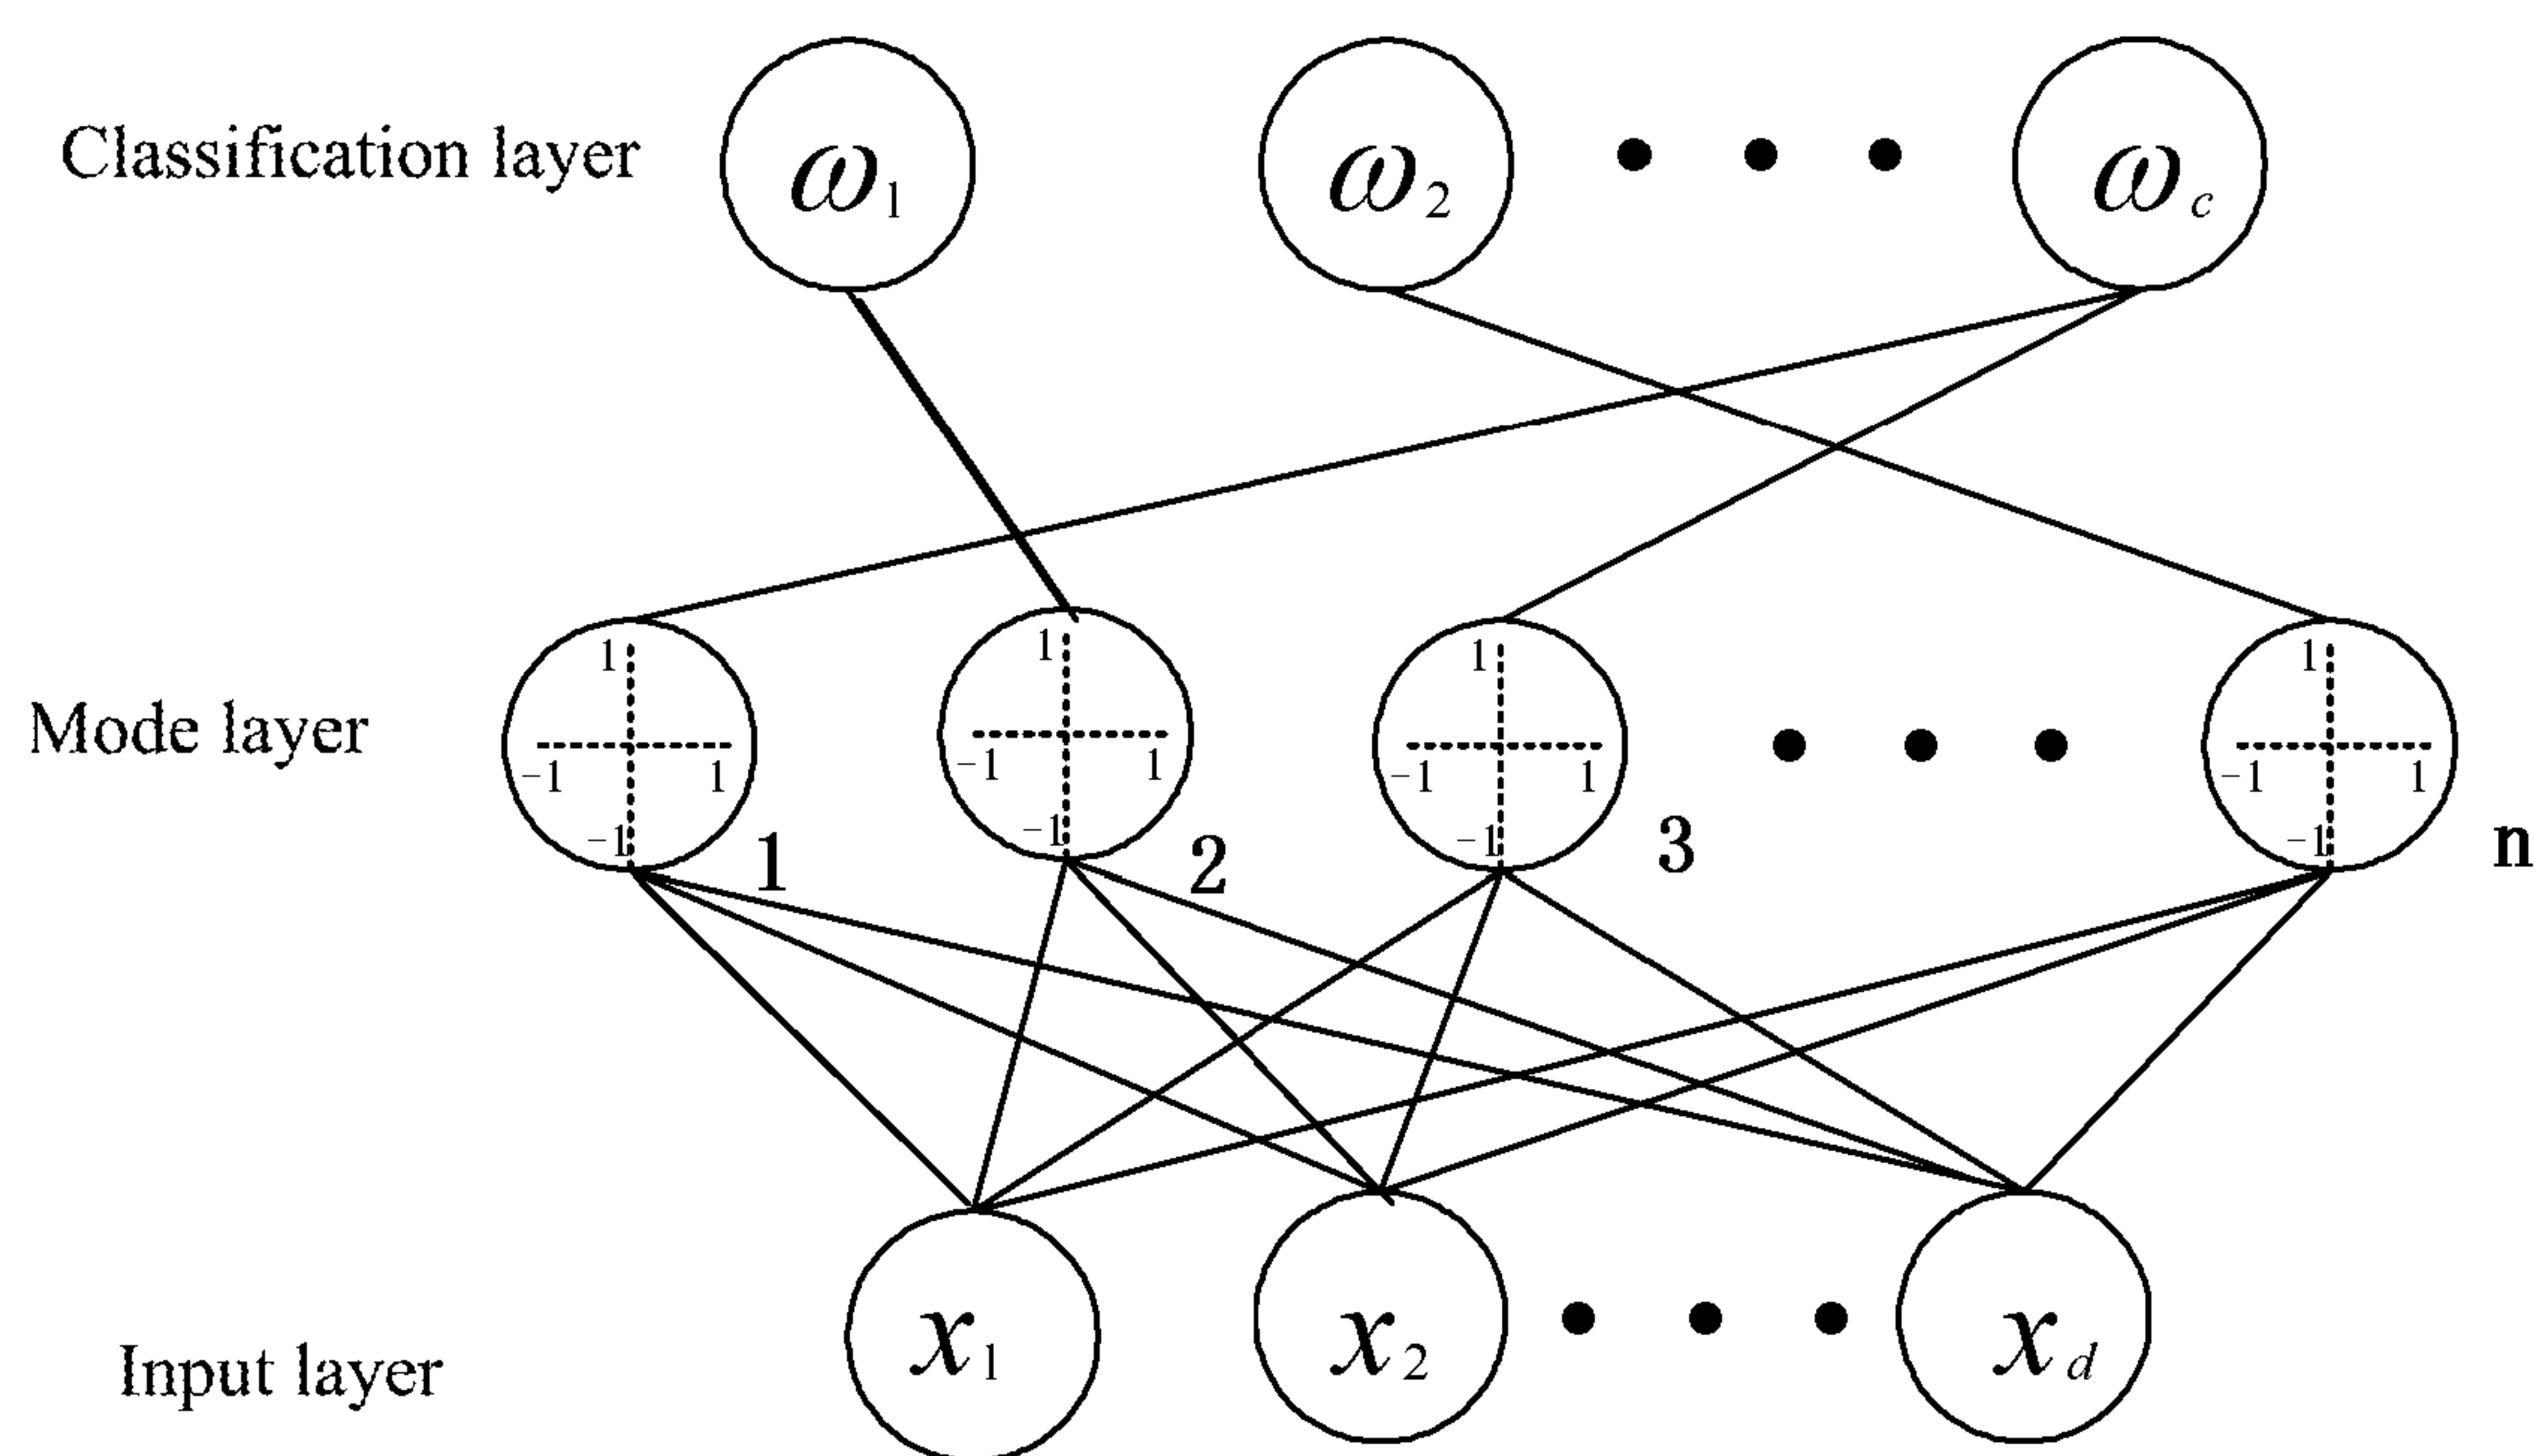 Classification layer ω1 ω2 • • • ωc
Mode layer
1 -1 1 -1 1
1 -1 1 -1 2
1 -1 1 -1 3
• • •
1 -1 1 -1 n
Input layer x1 x2 • • • xd